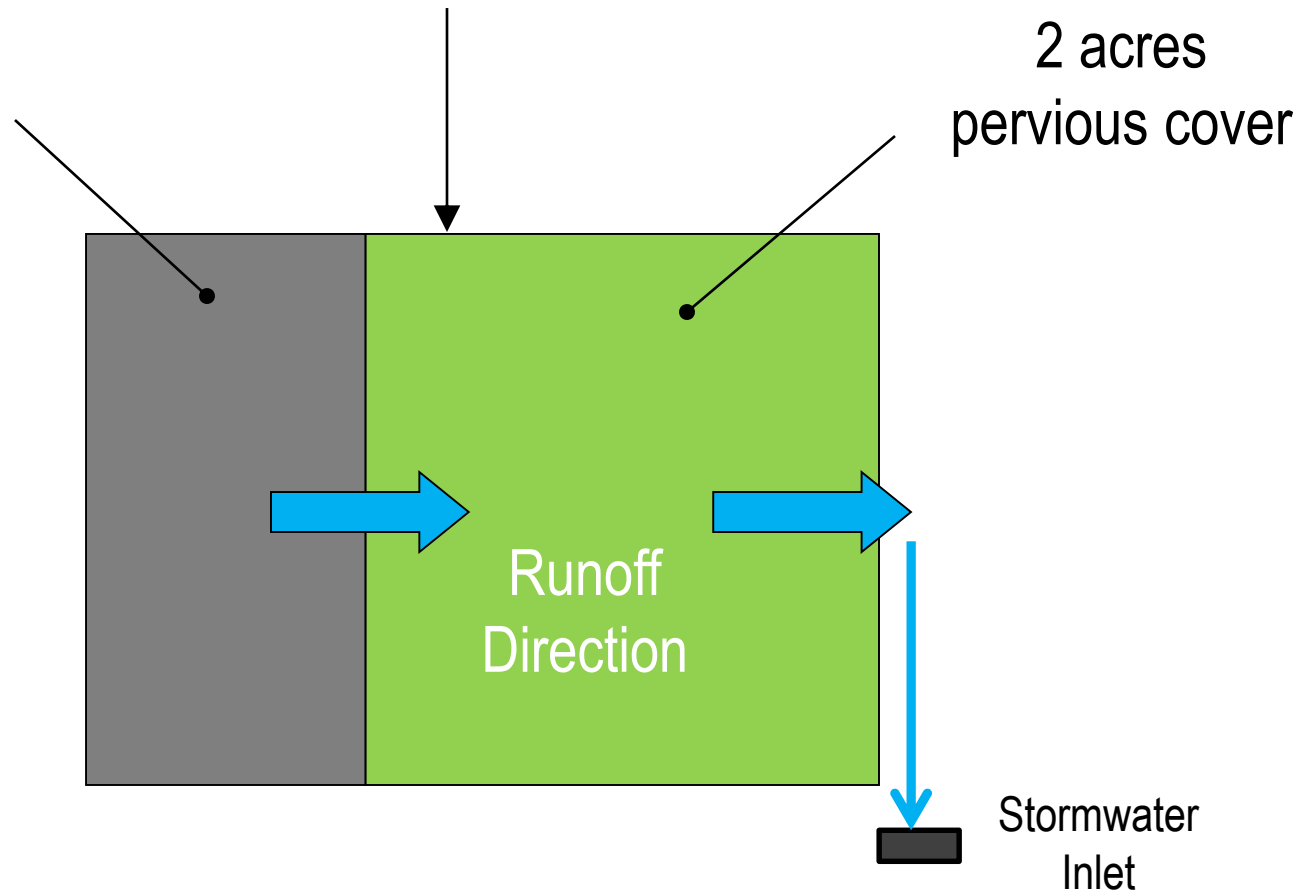 2 acres
pervious cover
Runoff
Direction
Stormwater
Inlet